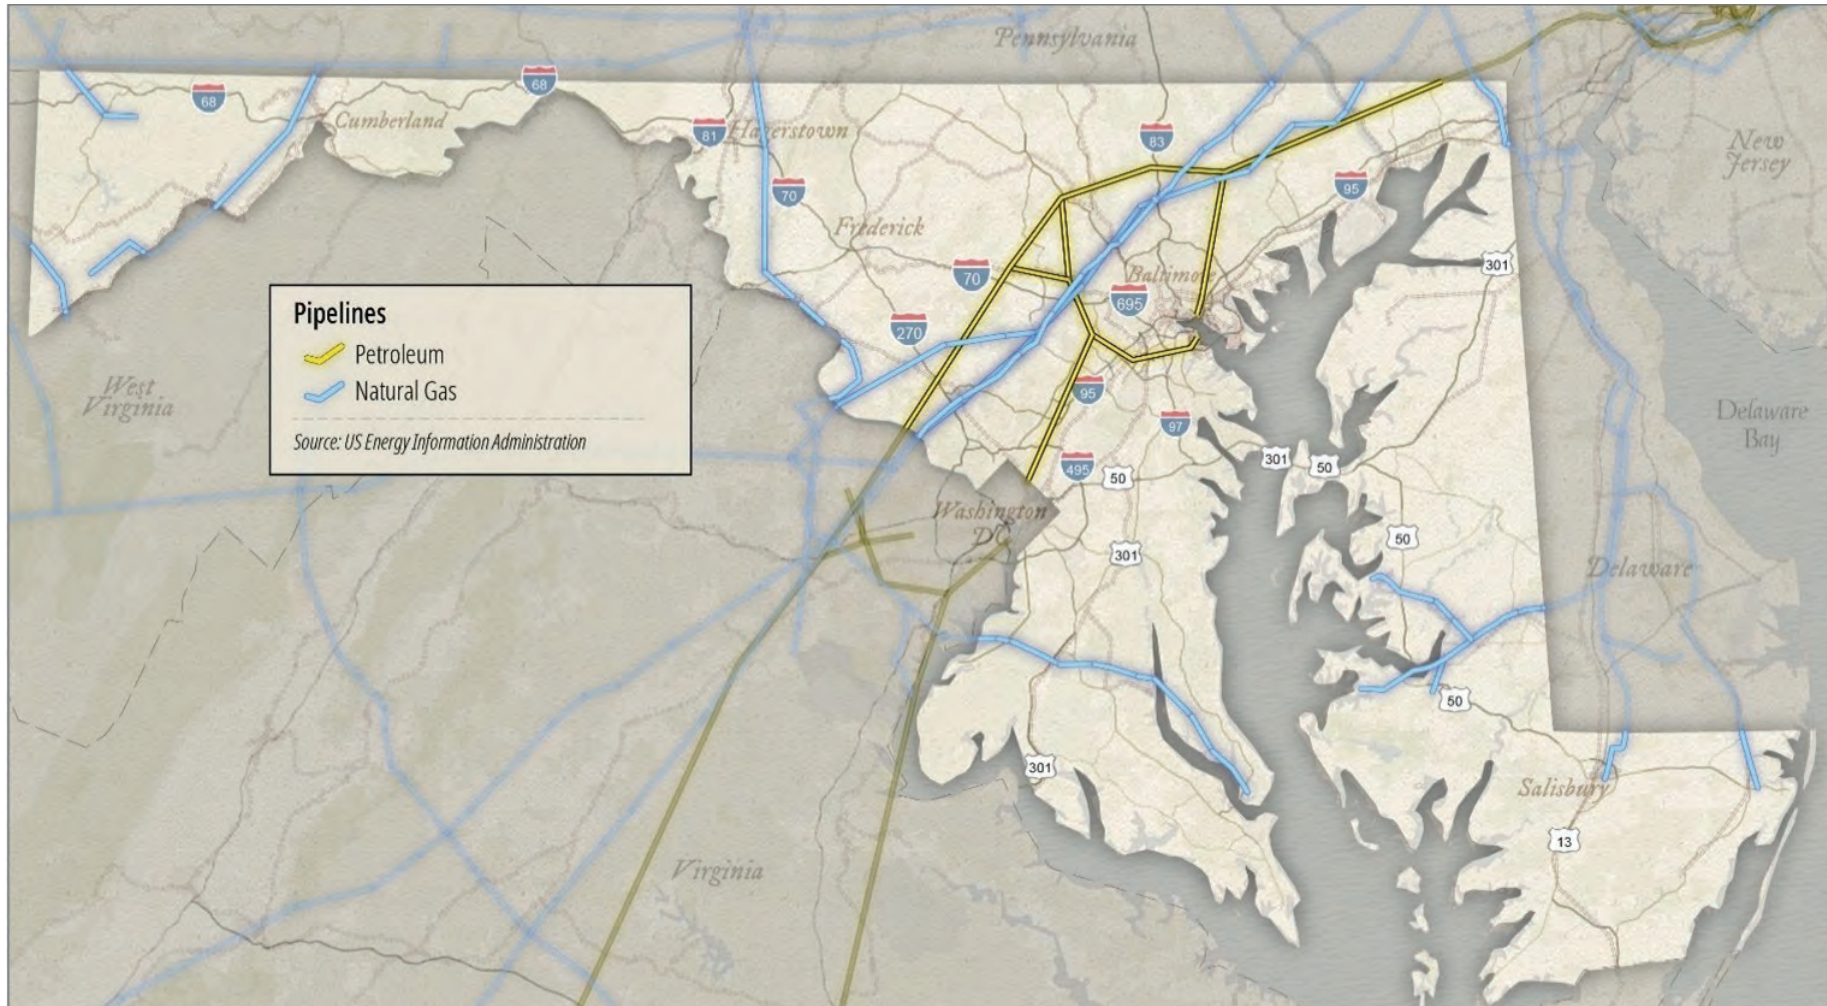 Pennsylvania
68
68
Cumberland
81
Hagerstown
83
New
Jersey
70
95
Frederick
70
Baltimore
301
695
270
Pipelines
Petroleum
Natural Gas
Source: US Energy Information Administration
West
Virginia
95
97
Delaware
Bay
495
50
301
50
Washington
DC
301
50
Delaware
50
301
Salisbury
13
Virginia